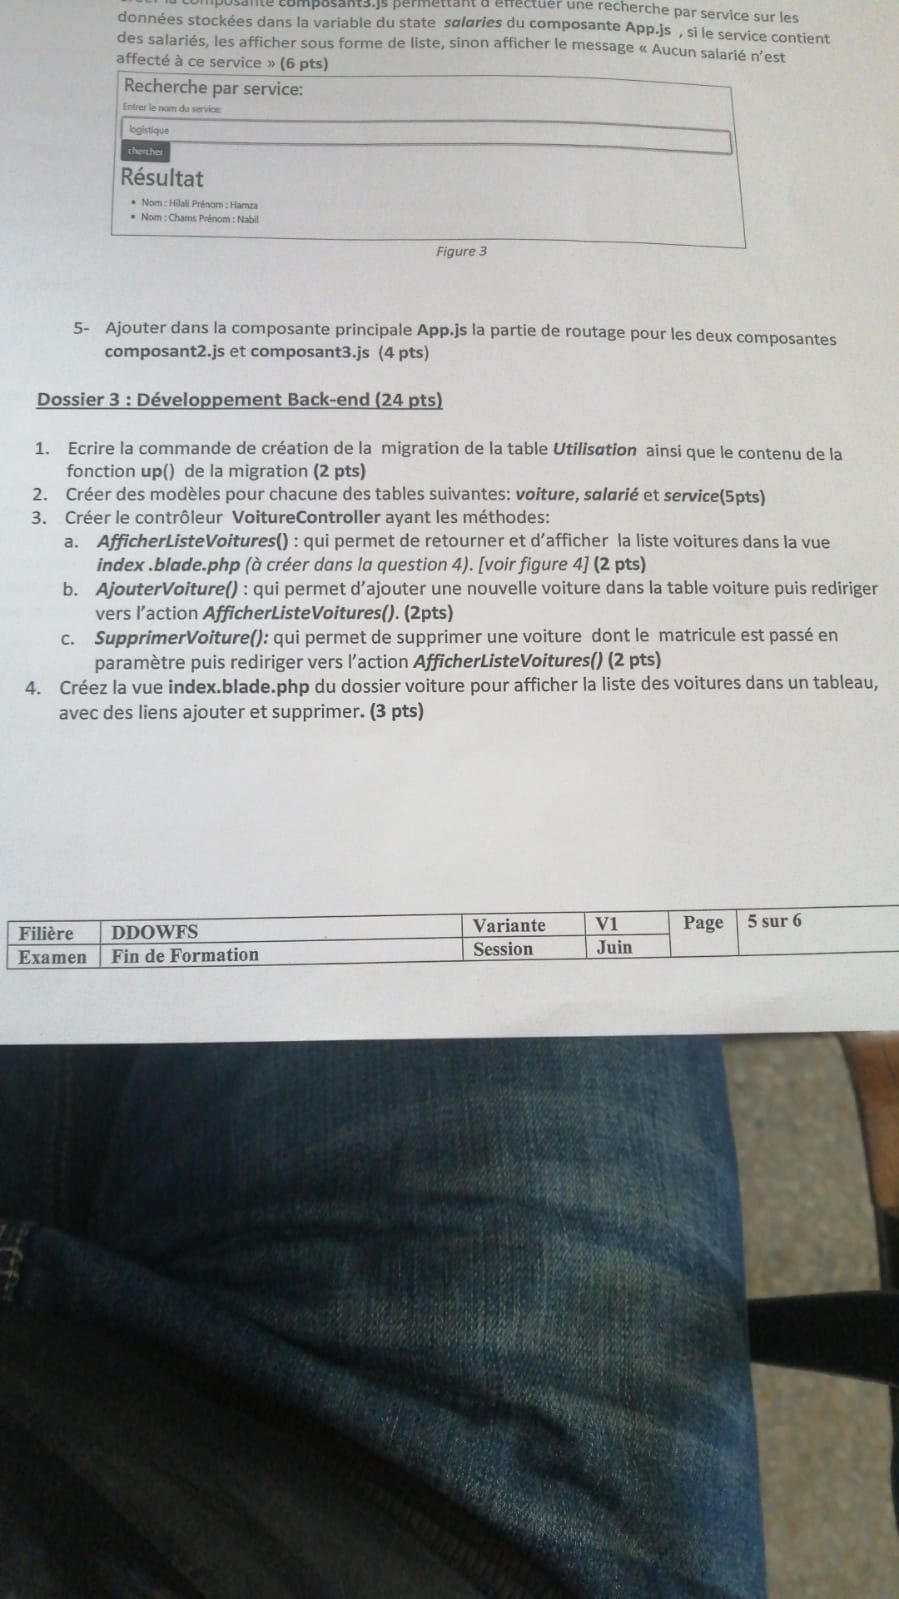 composante composant3.js permettant d'effectuer une recherche par service sur les
données stockées dans la variable du state salaries du composante App.js , si le service contient
des salariés, les afficher sous forme de liste, sinon afficher le message « Aucun salarié n'est
affecté à ce service » (6 pts)
Recherche par service:
Entrer le nom du service:
logistique
chercher
Résultat
• Nom : Hilali Prénom : Hamza
• Nom : Chams Prénom : Nabil
Figure 3
5- Ajouter dans la composante principale App.js la partie de routage pour les deux composantes
composant2.js et composant3.js (4 pts)
Dossier 3 : Développement Back-end (24 pts)
1. Ecrire la commande de création de la migration de la table Utilisation ainsi que le contenu de la
fonction up() de la migration (2 pts)
2. Créer des modèles pour chacune des tables suivantes: voiture, salarié et service(5pts)
3. Créer le contrôleur VoitureController ayant les méthodes:
a. AfficherListeVoitures() : qui permet de retourner et d'afficher la liste voitures dans la vue
index .blade.php (à créer dans la question 4). [voir figure 4] (2 pts)
b. AjouterVoiture() : qui permet d'ajouter une nouvelle voiture dans la table voiture puis rediriger
vers l'action AfficherListeVoitures(). (2pts)
c. SupprimerVoiture(): qui permet de supprimer une voiture dont le matricule est passé en
paramètre puis rediriger vers l'action AfficherListeVoitures() (2 pts)
4. Créez la vue index.blade.php du dossier voiture pour afficher la liste des voitures dans un tableau,
avec des liens ajouter et supprimer. (3 pts)
Filière DDOWFS Variante V1 Page 5 sur 6
Examen Fin de Formation Session Juin